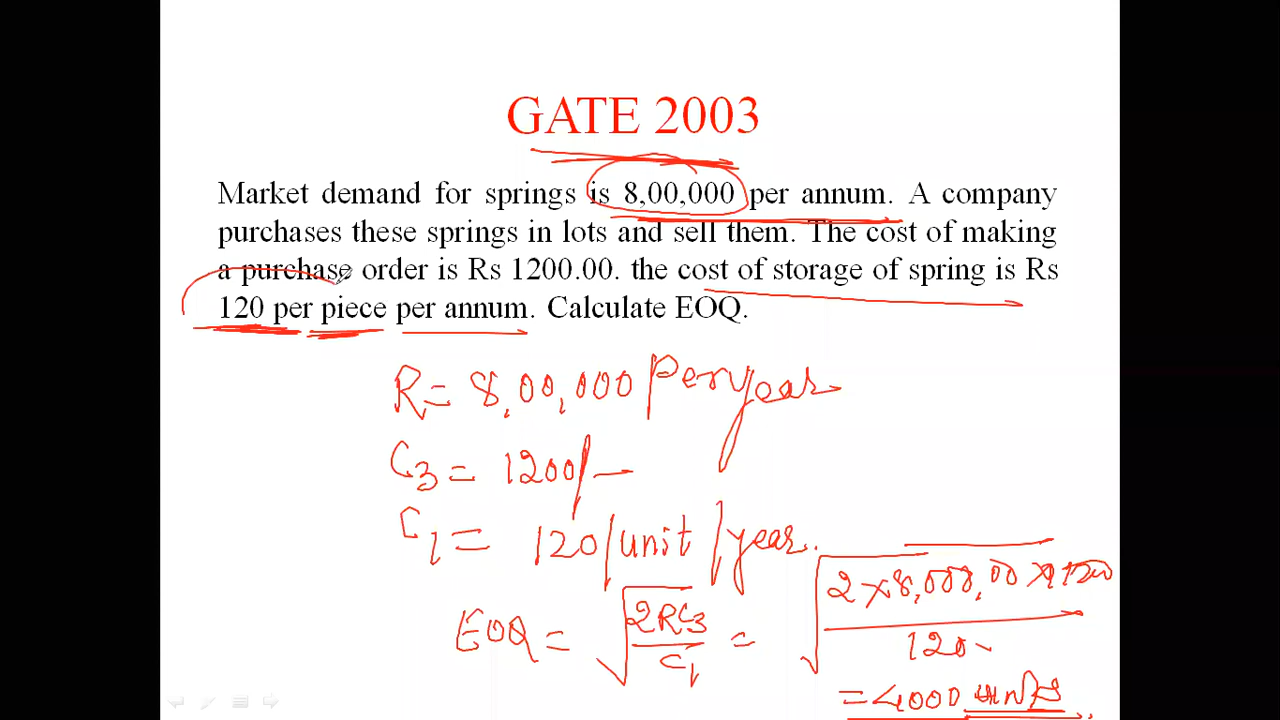 GATE 2003
Market demand for springs is 8,00,000 per annum. A company
purchases these springs in lots and sell them. The cost of making
a purchase order is Rs 1200.00. the cost of storage of spring is Rs
120 per piece per annum. Calculate EOQ.
R = 8,00,000 Per year
C3 = 1200/-
C1 = 120/unit/year.
EOQ = √2RC3/C1 = √2×8,000,00×1200/120
= 4000 units